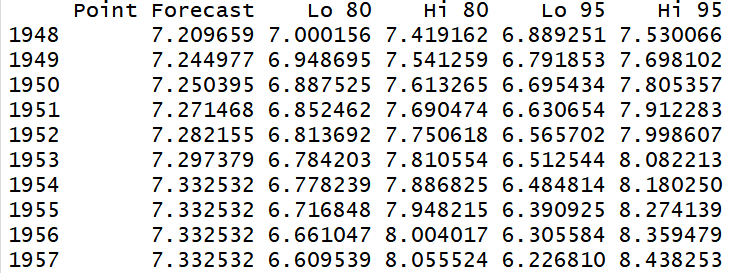 Point Forecast Lo 80 Hi 80 Lo 95 Hi 95
1948 7.209659 7.000156 7.419162 6.889251 7.530066
1949 7.244977 6.948695 7.541259 6.791853 7.698102
1950 7.250395 6.887525 7.613265 6.695434 7.805357
1951 7.271468 6.852462 7.690474 6.630654 7.912283
1952 7.282155 6.813692 7.750618 6.565702 7.998607
1953 7.297379 6.784203 7.810554 6.512544 8.082213
1954 7.332532 6.778239 7.886825 6.484814 8.180250
1955 7.332532 6.716848 7.948215 6.390925 8.274139
1956 7.332532 6.661047 8.004017 6.305584 8.359479
1957 7.332532 6.609539 8.055524 6.226810 8.438253